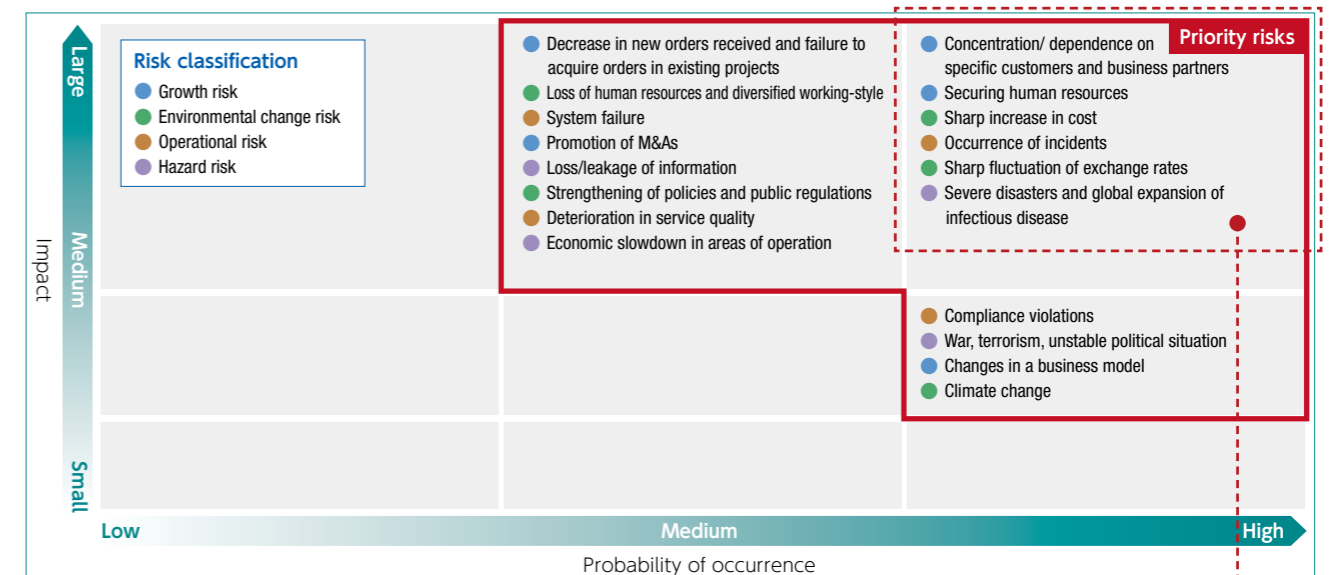 Large
Medium
Small
Impact
Risk classification
Growth risk
Environmental change risk
Operational risk
Hazard risk
Decrease in new orders received and failure to
acquire orders in existing projects
Loss of human resources and diversified working-style
System failure
Promotion of M&As
Loss/leakage of information
Strengthening of policies and public regulations
Deterioration in service quality
Economic slowdown in areas of operation
Priority risks
Concentration/ dependence on
specific customers and business partners
Securing human resources
Sharp increase in cost
Occurrence of incidents
Sharp fluctuation of exchange rates
Severe disasters and global expansion of
infectious disease
Compliance violations
War, terrorism, unstable political situation
Changes in a business model
Climate change
Low
Medium
High
Probability of occurrence